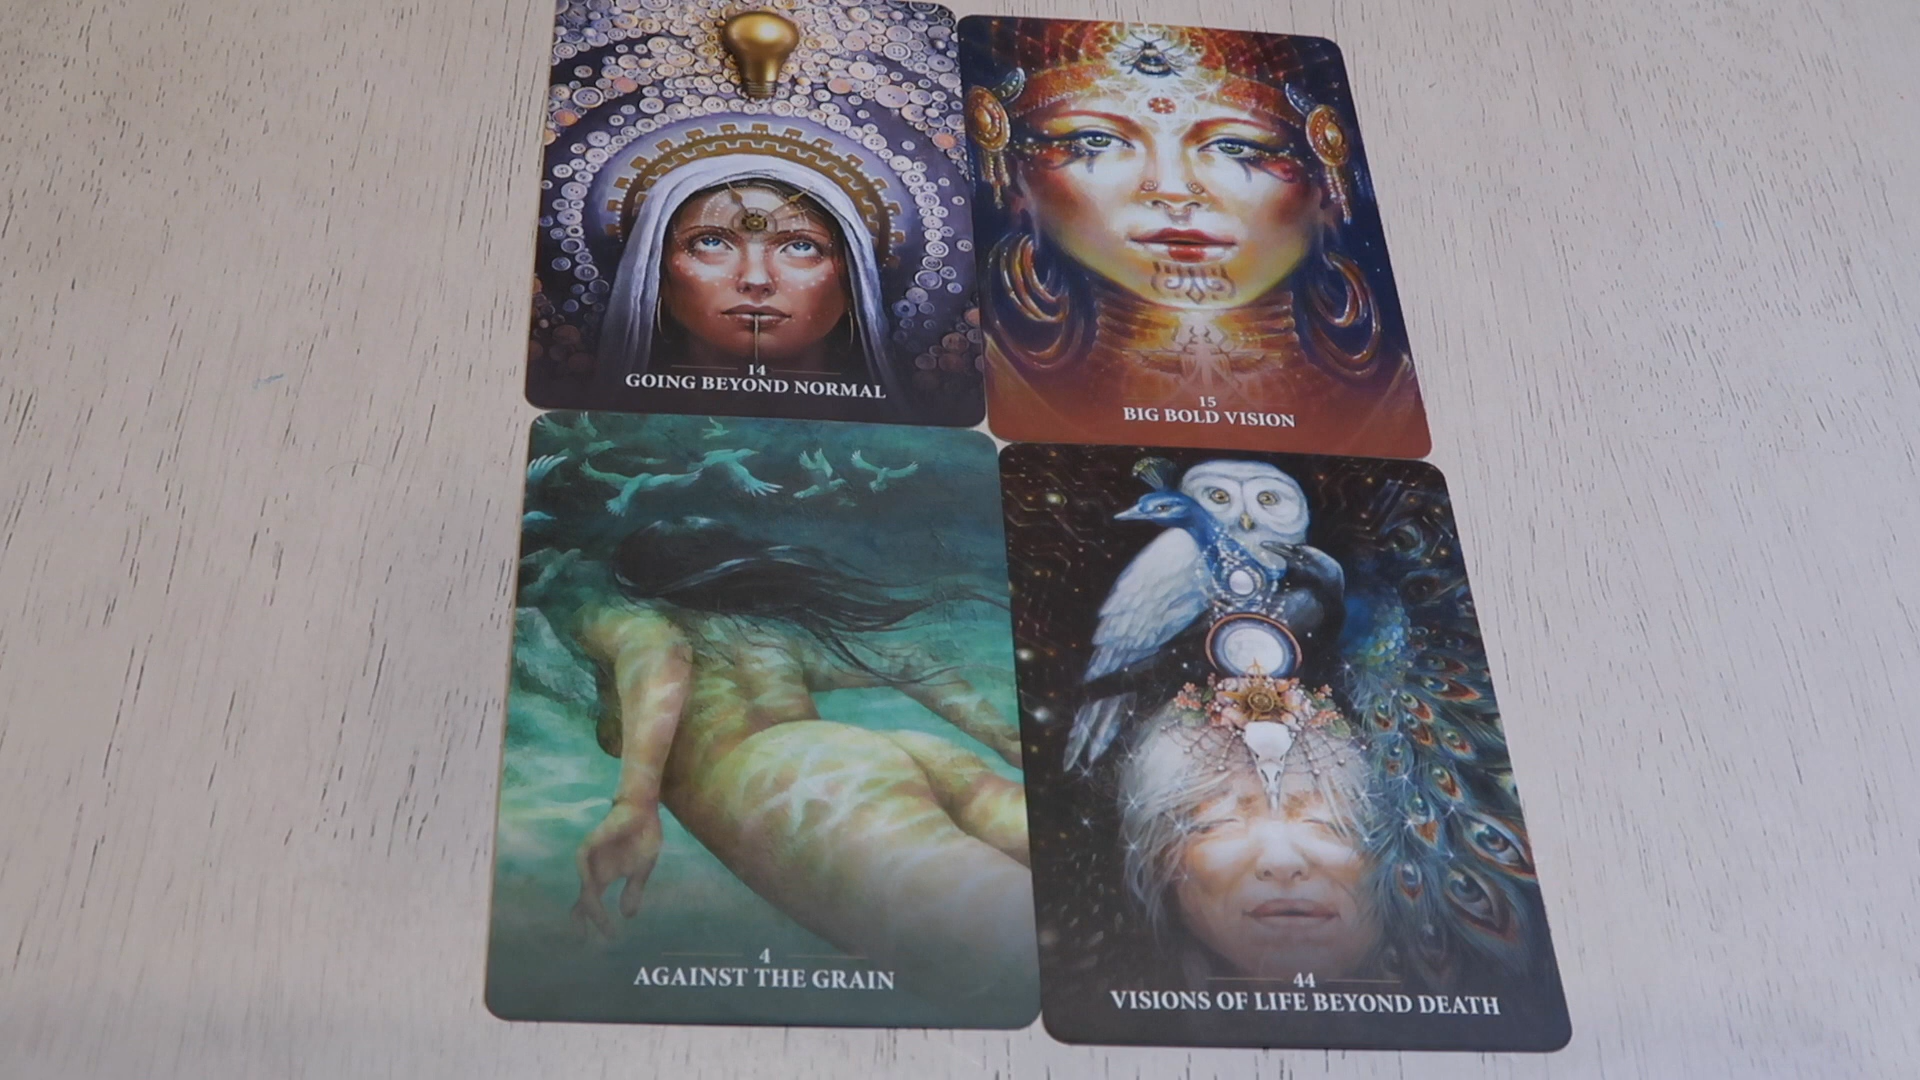 14
GOING BEYOND NORMAL
15
BIG BOLD VISION
4
AGAINST THE GRAIN
44
VISIONS OF LIFE BEYOND DEATH